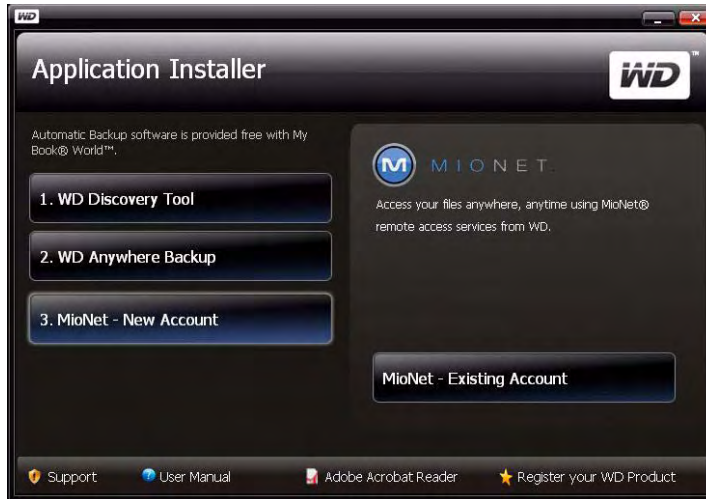 WD
Application Installer
WD™
Automatic Backup software is provided free with My
Book® World™.
1. WD Discovery Tool
2. WD Anywhere Backup
3. MioNet - New Account
M MIONET
Access your files anywhere, anytime using MioNet®
remote access services from WD.
MioNet - Existing Account
Support
User Manual
Adobe Acrobat Reader
Register your WD Product